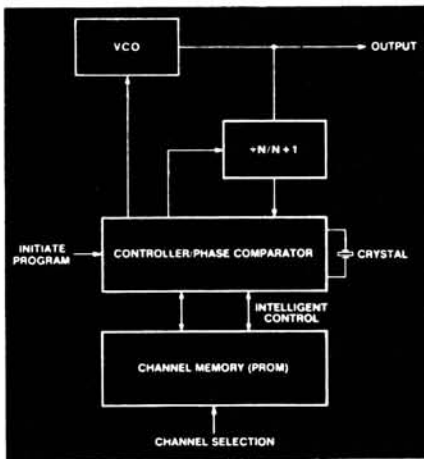 VCO
OUTPUT
÷N/N+1
INITIATE
PROGRAM
CONTROLLER/PHASE COMPARATOR
CRYSTAL
INTELLIGENT
CONTROL
CHANNEL MEMORY (PROM)
CHANNEL SELECTION